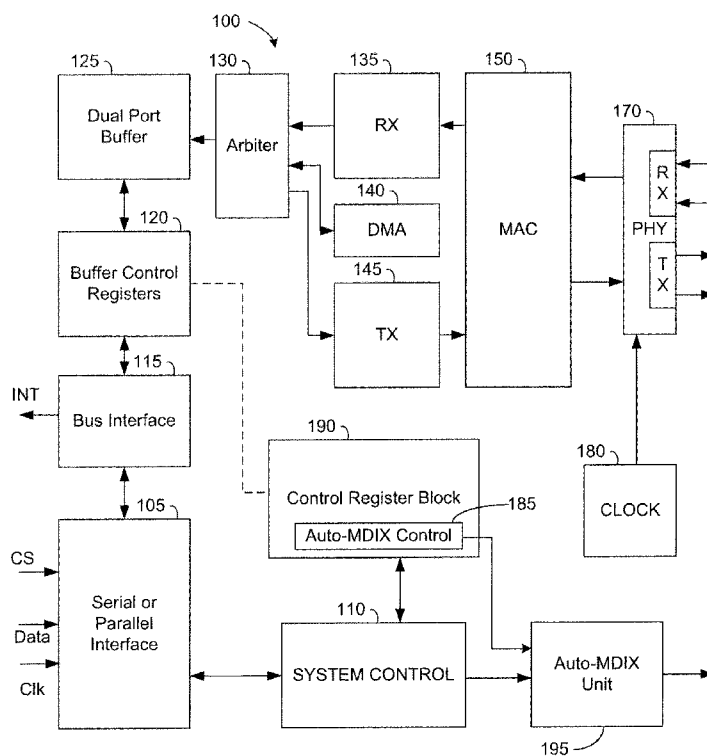 100
125
130
135
150
Dual Port
Buffer
Arbiter
RX
MAC
170
R
X
PHY
T
X
140
DMA
120
Buffer Control
Registers
145
TX
115
INT
Bus Interface
190
Control Register Block
185
Auto-MDIX Control
180
CLOCK
105
CS
Serial or
Parallel
Interface
Data
Clk
110
SYSTEM CONTROL
Auto-MDIX
Unit
195